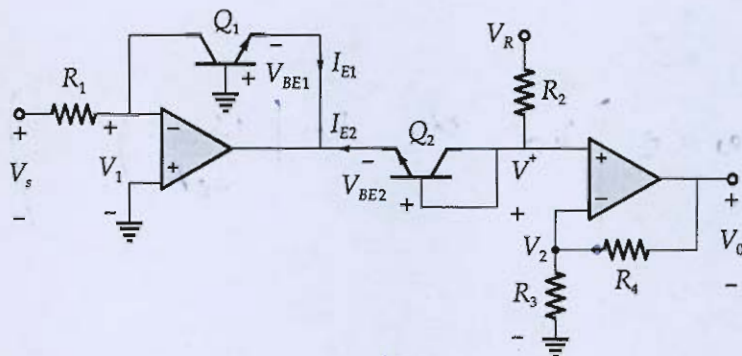 Q1
− IE1
VR
R1
+ VBE1
R2
IE2
Q2
+ −
+
V1 +
− V+ +
−
Vs
VBE2
+
+
+
V2
V0
− −
R4
R3
−
−